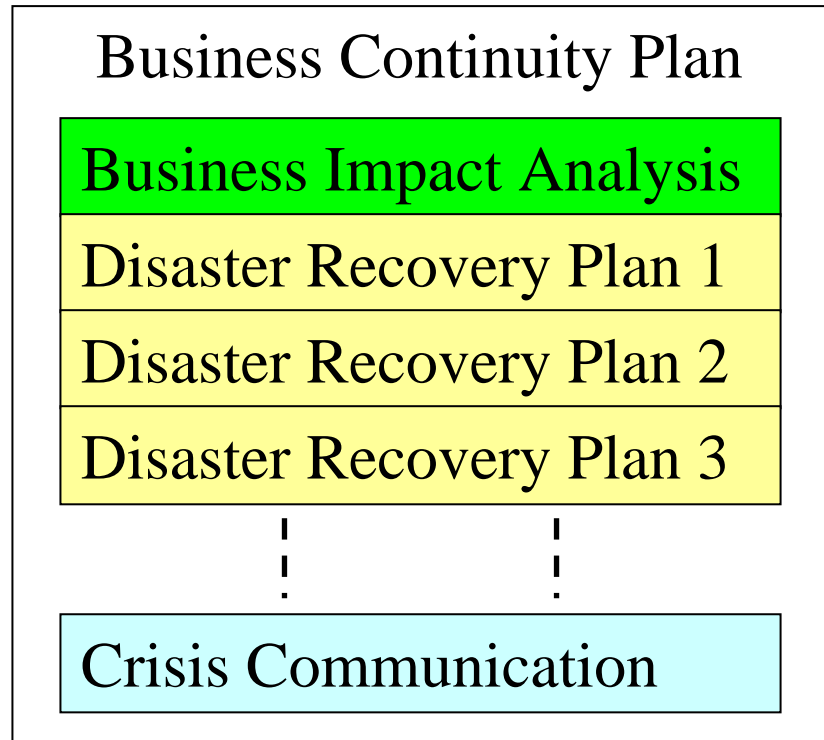 Business Continuity Plan
Business Impact Analysis
Disaster Recovery Plan 1
Disaster Recovery Plan 2
Disaster Recovery Plan 3
Crisis Communication